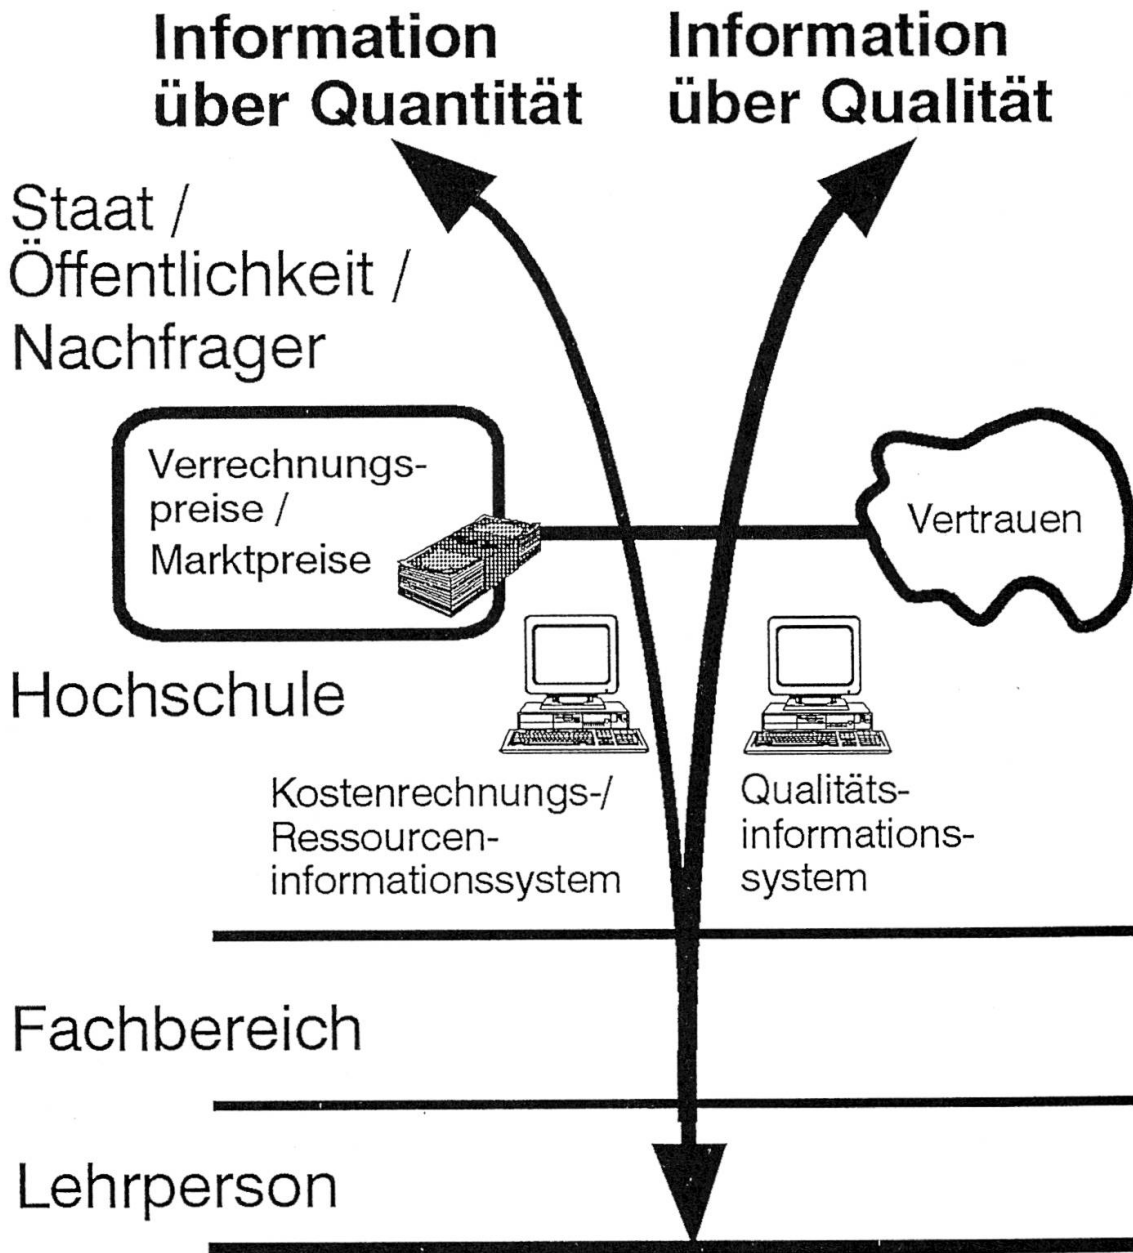 Information
über Quantität
Information
über Qualität
Staat /
Öffentlichkeit /
Nachfrager
Verrechnungs-
preise /
Marktpreise
Vertrauen
Hochschule
Kostenrechnungs-/
Ressourcen-
informationssystem
Qualitäts-
informations-
system
Fachbereich
Lehrperson